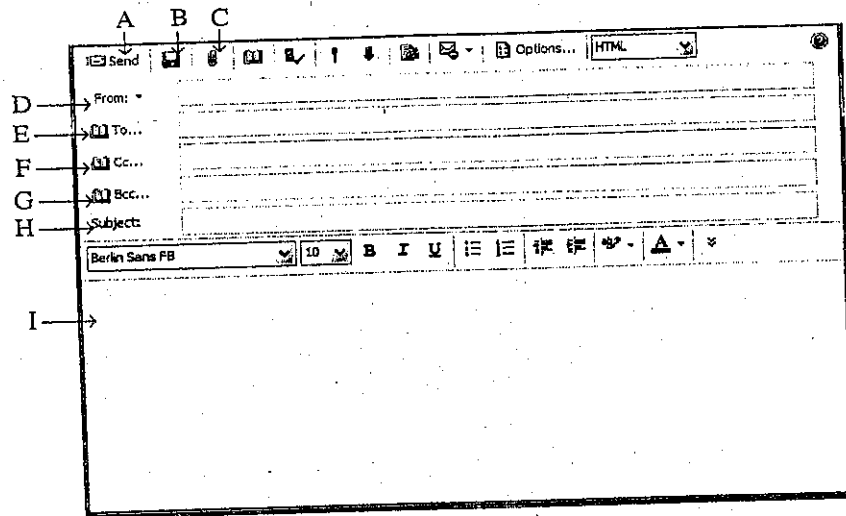 A B C
Send Options... HTML
D From:
E To...
F Cc...
G Bcc...
H Subject:
Berlin Sans FB 10 B I U A
I